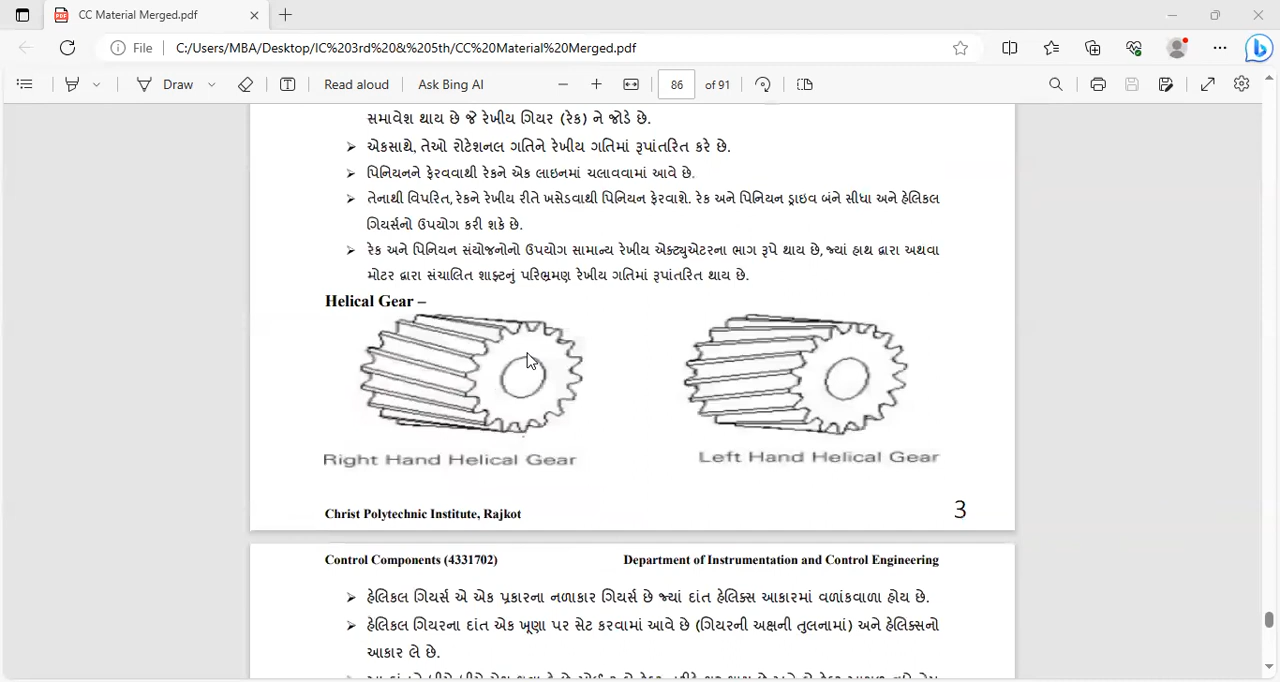 CC Material Merged.pdf
File C:/Users/MBA/Desktop/IC%203rd%20&%205th/CC%20Material%20Merged.pdf
Draw Read aloud Ask Bing AI 86 of 91
સમાવેશ થાય છે જે રેખીય ગિયર (રેક) ને જોડે છે.
➢ એકસાથે, તેઓ રોટેશનલ ગતિને રેખીય ગતિમાં રૂપાંતરિત કરે છે.
➢ પિનિયનને ફેરવવાથી રેકને એક લાઇનમાં ચલાવવામાં આવે છે.
➢ તેનાથી વિપરિત, રેકને રેખીય રીતે ખસેડવાથી પિનિયન ફેરવાશે. રેક અને પિનિયન ડ્રાઇવ બંને સીધા અને હેલિકલ
ગિયર્સનો ઉપયોગ કરી શકે છે.
➢ રેક અને પિનિયન સંયોજનોનો ઉપયોગ સામાન્ય રેખીય એક્ટ્યુએટરના ભાગ રૂપે થાય છે, જ્યાં હાથ દ્વારા અથવા
મોટર દ્વારા સંચાલિત શાફ્ટનું પરિભ્રમણ રેખીય ગતિમાં રૂપાંતરિત થાય છે.
Helical Gear –
Right Hand Helical Gear
Left Hand Helical Gear
Christ Polytechnic Institute, Rajkot 3
Control Components (4331702) Department of Instrumentation and Control Engineering
➢ હેલિકલ ગિયર્સ એ એક પ્રકારના નળાકાર ગિયર્સ છે જ્યાં દાંત હેલિક્સ આકારમાં વળાંકવાળા હોય છે.
➢ હેલિકલ ગિયરના દાંત એક ખૂણા પર સેટ કરવામાં આવે છે (ગિયરની અક્ષની તુલનામાં) અને હેલિક્સનો
આકાર લે છે.